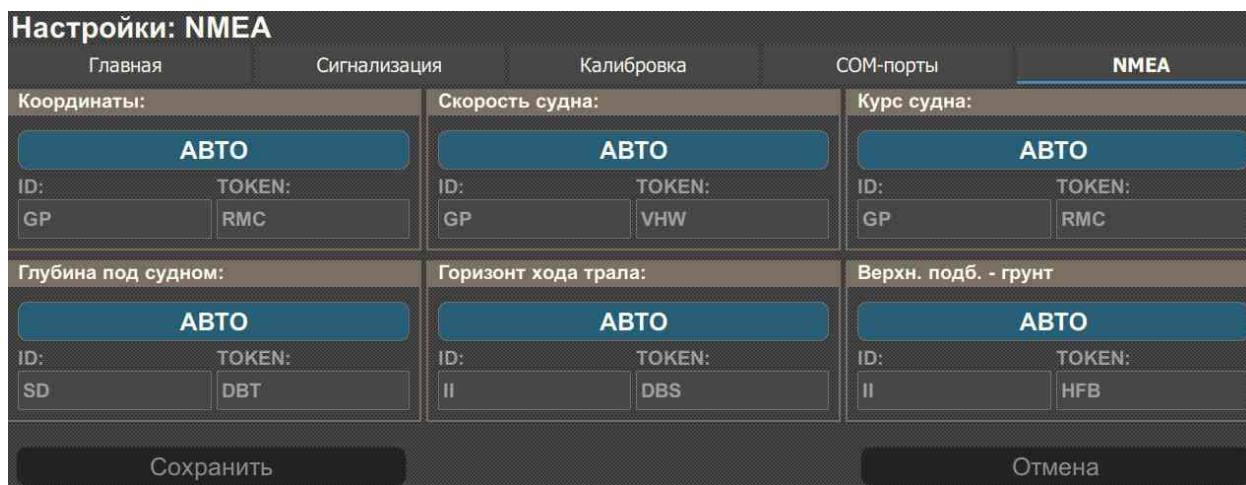 Настройки: NMEA
Главная Сигнализация Калибровка COM-порты NMEA
Координаты: Скорость судна: Курс судна:
АВТО АВТО АВТО
ID: TOKEN: ID: TOKEN: ID: TOKEN:
GP RMC GP VHW GP RMC
Глубина под судном: Горизонт хода трала: Верхн. подб. - грунт
АВТО АВТО АВТО
ID: TOKEN: ID: TOKEN: ID: TOKEN:
SD DBT II DBS II HFB
Сохранить Отмена